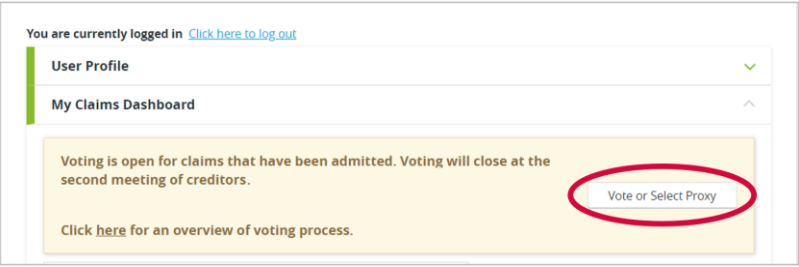 You are currently logged in Click here to log out
User Profile
My Claims Dashboard
Voting is open for claims that have been admitted. Voting will close at the
second meeting of creditors.
Vote or Select Proxy
Click here for an overview of voting process.